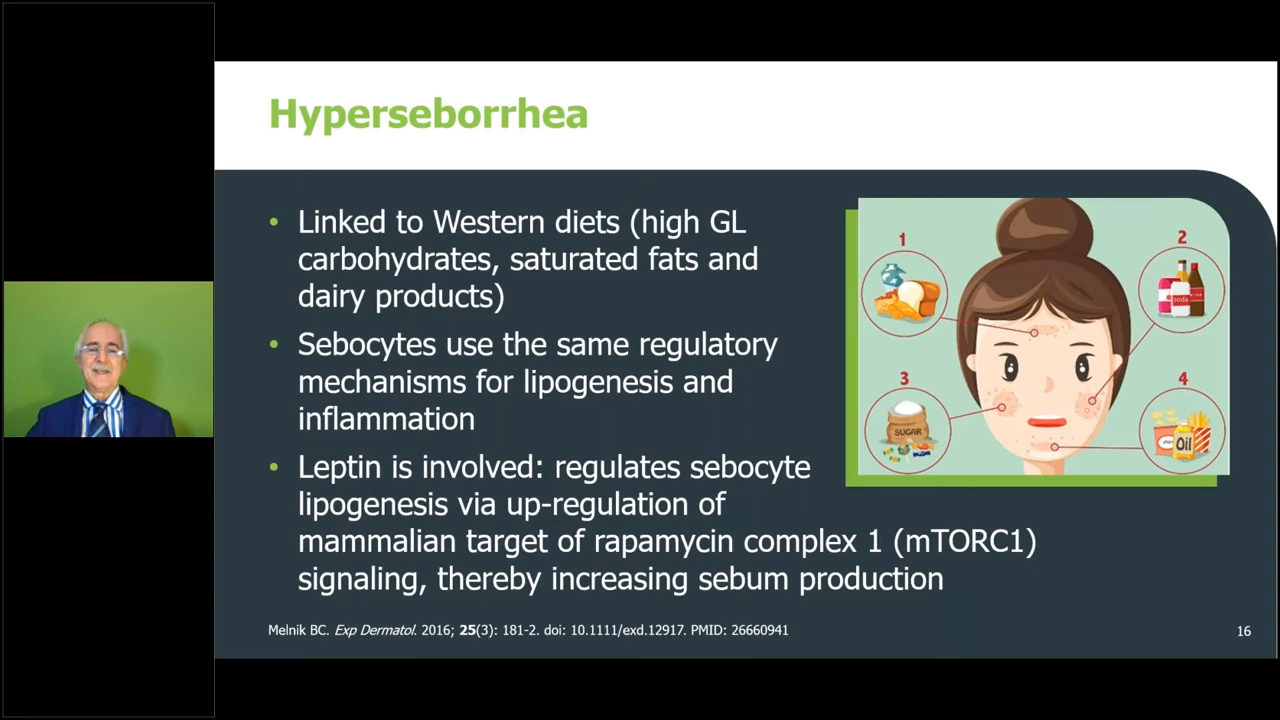 Hyperseborrhea
• Linked to Western diets (high GL
carbohydrates, saturated fats and
dairy products)
• Sebocytes use the same regulatory
mechanisms for lipogenesis and
inflammation
• Leptin is involved: regulates sebocyte
lipogenesis via up-regulation of
mammalian target of rapamycin complex 1 (mTORC1)
signaling, thereby increasing sebum production
1
2
soda
3
SUGAR
4
Oil
Melnik BC. Exp Dermatol. 2016; 25(3): 181-2. doi: 10.1111/exd.12917. PMID: 26660941
16